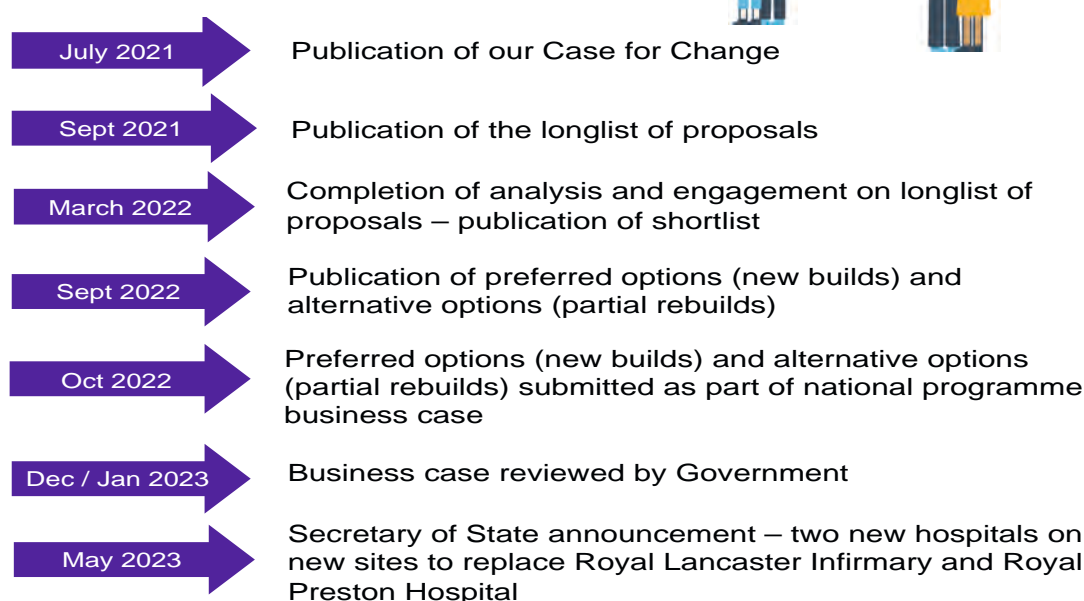 July 2021
Publication of our Case for Change
Sept 2021
Publication of the longlist of proposals
March 2022
Completion of analysis and engagement on longlist of
proposals – publication of shortlist
Sept 2022
Publication of preferred options (new builds) and
alternative options (partial rebuilds)
Oct 2022
Preferred options (new builds) and alternative options
(partial rebuilds) submitted as part of national programme
business case
Dec / Jan 2023
Business case reviewed by Government
May 2023
Secretary of State announcement – two new hospitals on
new sites to replace Royal Lancaster Infirmary and Royal
Preston Hospital